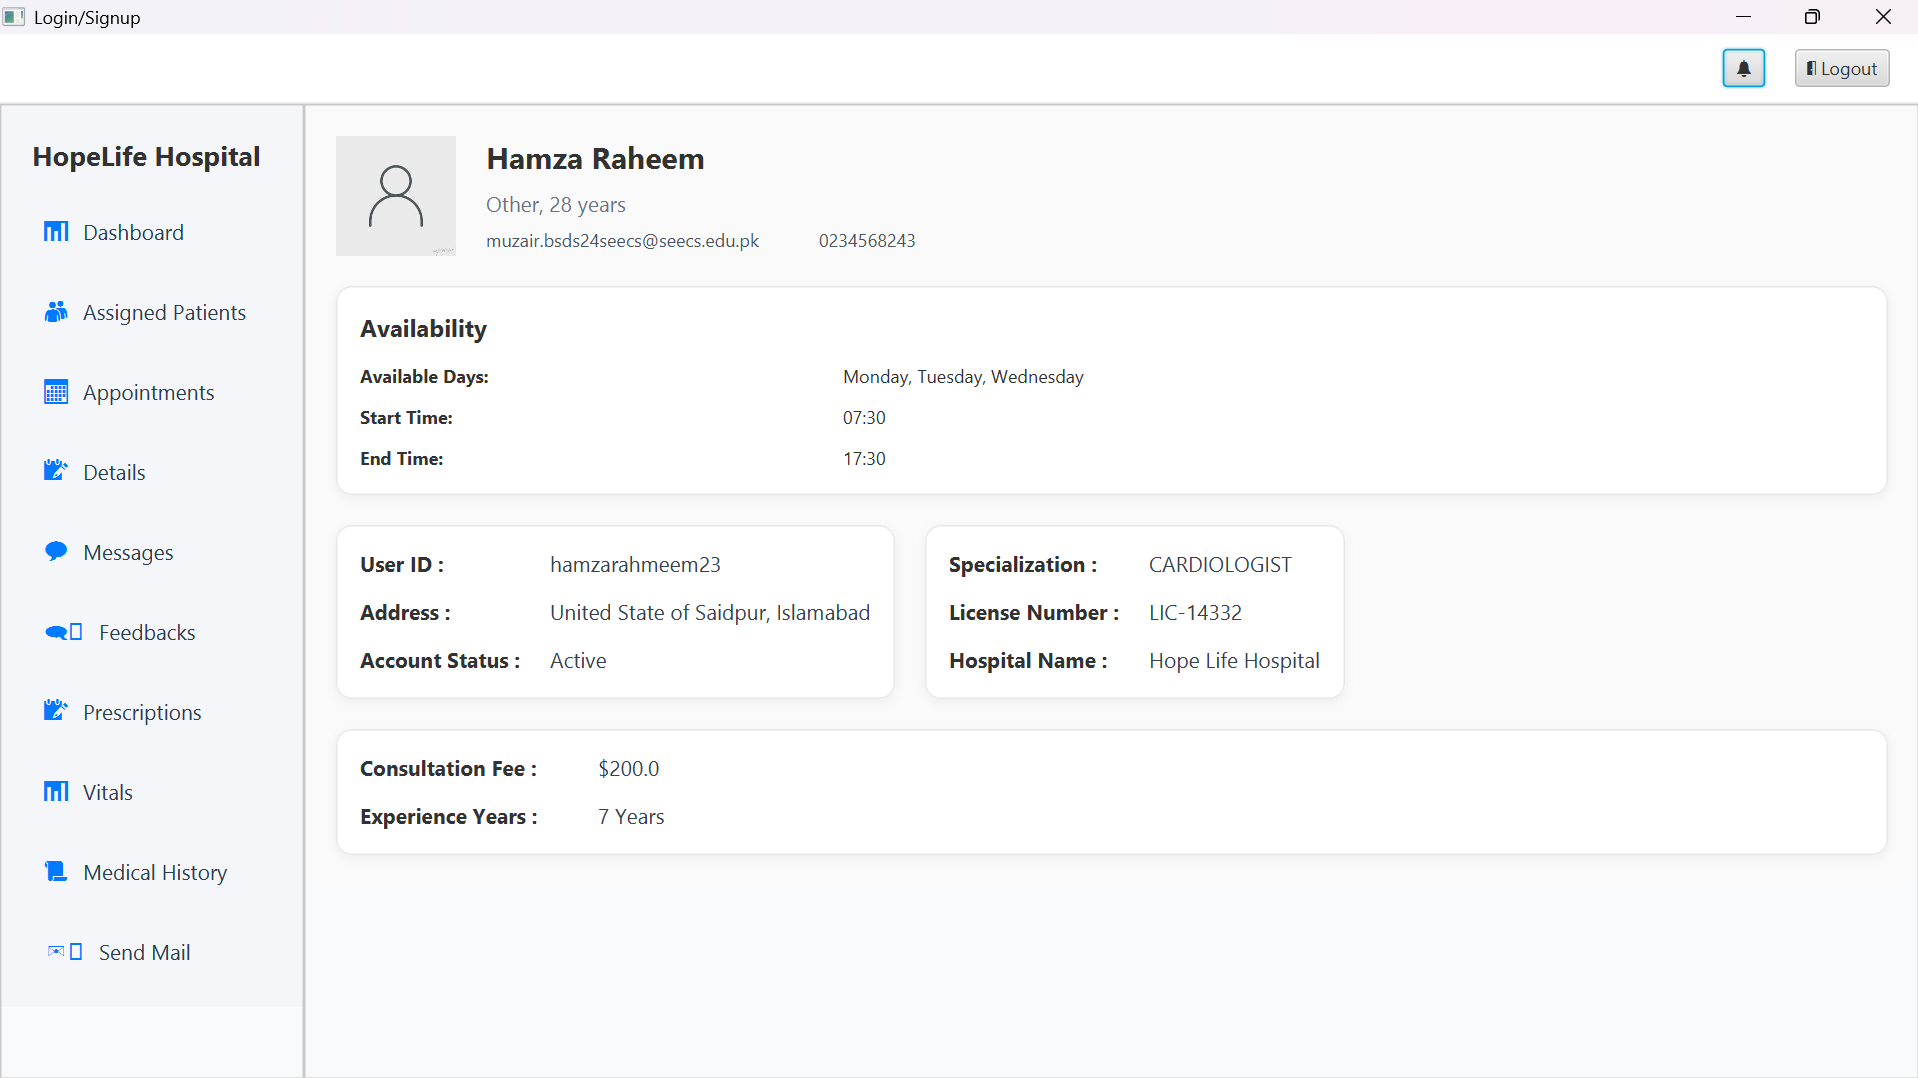 Login/Signup
Logout
HopeLife Hospital
Dashboard
Assigned Patients
Appointments
Details
Messages
Feedbacks
Prescriptions
Vitals
Medical History
Send Mail
Hamza Raheem
Other, 28 years
muzair.bsds24seecs@seecs.edu.pk 0234568243
Availability
Available Days: Monday, Tuesday, Wednesday
Start Time: 07:30
End Time: 17:30
User ID : hamzarahmeem23
Address : United State of Saidpur, Islamabad
Account Status : Active
Specialization : CARDIOLOGIST
License Number : LIC-14332
Hospital Name : Hope Life Hospital
Consultation Fee : $200.0
Experience Years : 7 Years